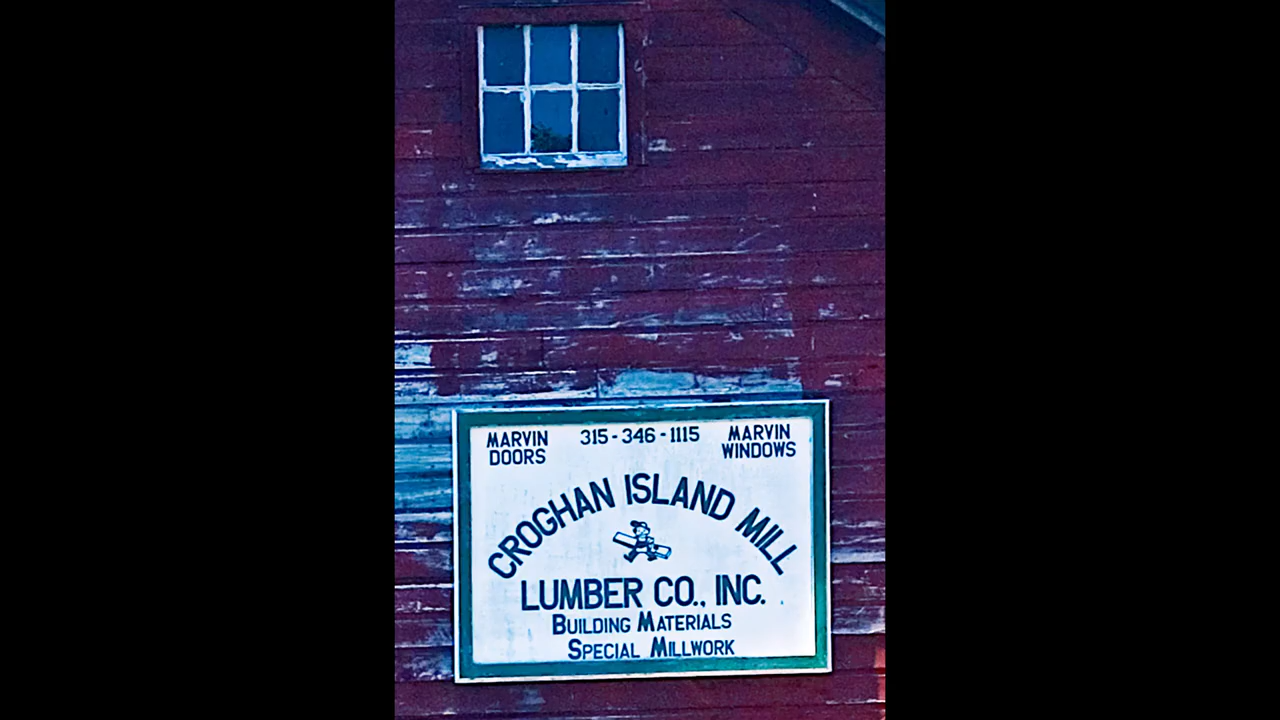 MARVIN DOORS
315-346-1115
MARVIN WINDOWS
CROGHAN ISLAND MILL
LUMBER CO., INC.
BUILDING MATERIALS
SPECIAL MILLWORK